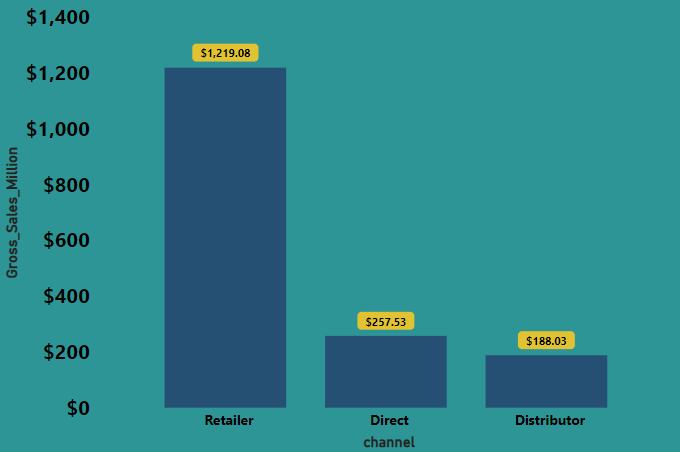 $1,400
$1,200
$1,000
$800
$600
$400
$200
$0
Gross_Sales_Million
$1,219.08
$257.53
$188.03
Retailer
Direct
Distributor
channel